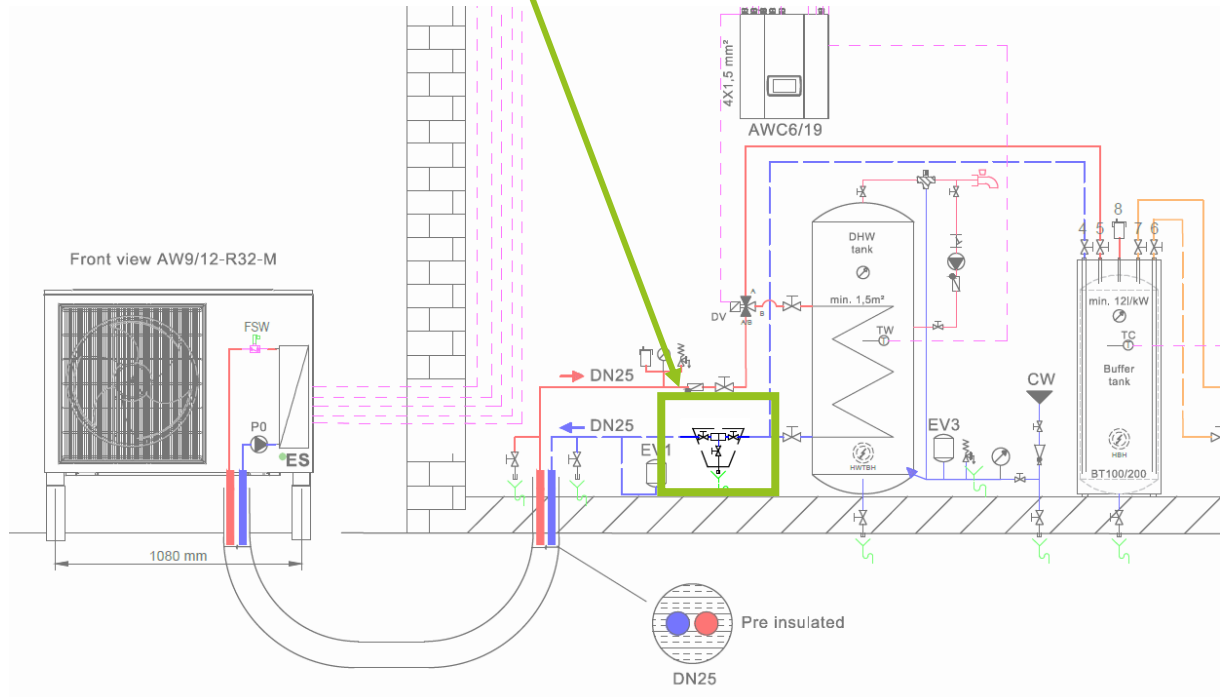 4X1,5 mm²
AWC6/19
Front view AW9/12-R32-M
FSW
P0
ES
1080 mm
DN25
DN25
EV1
DV
A
B
A/B
DHW
tank
min. 1,5m²
TW
HWTBH
EV3
CW
4
5
8
7
6
min, 12l/kW
TC
Buffer
tank
HBH
BT100/200
Pre insulated
DN25